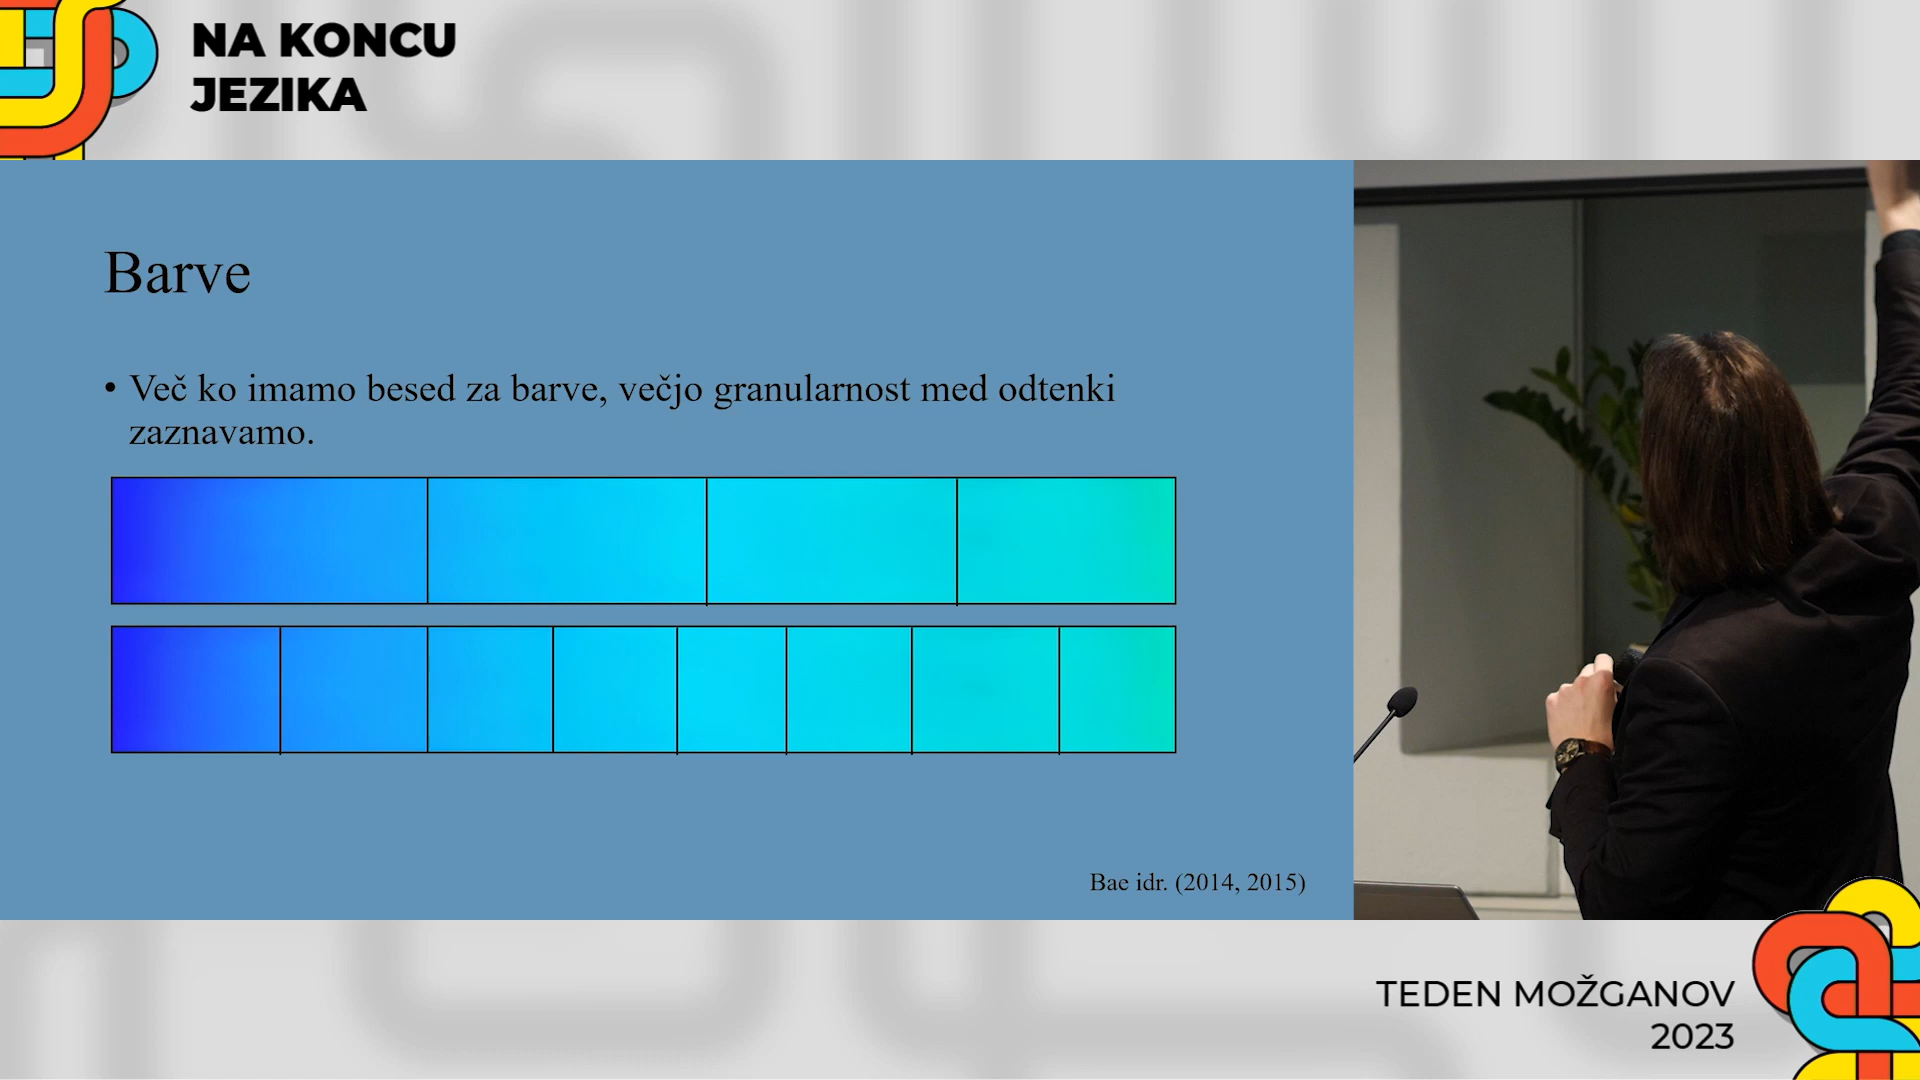 NA KONCU
JEZIKA
Barve
• Več ko imamo besed za barve, večjo granularnost med odtenki
zaznavamo.
Bae idr. (2014, 2015)
TEDEN MOŽGANOV
2023